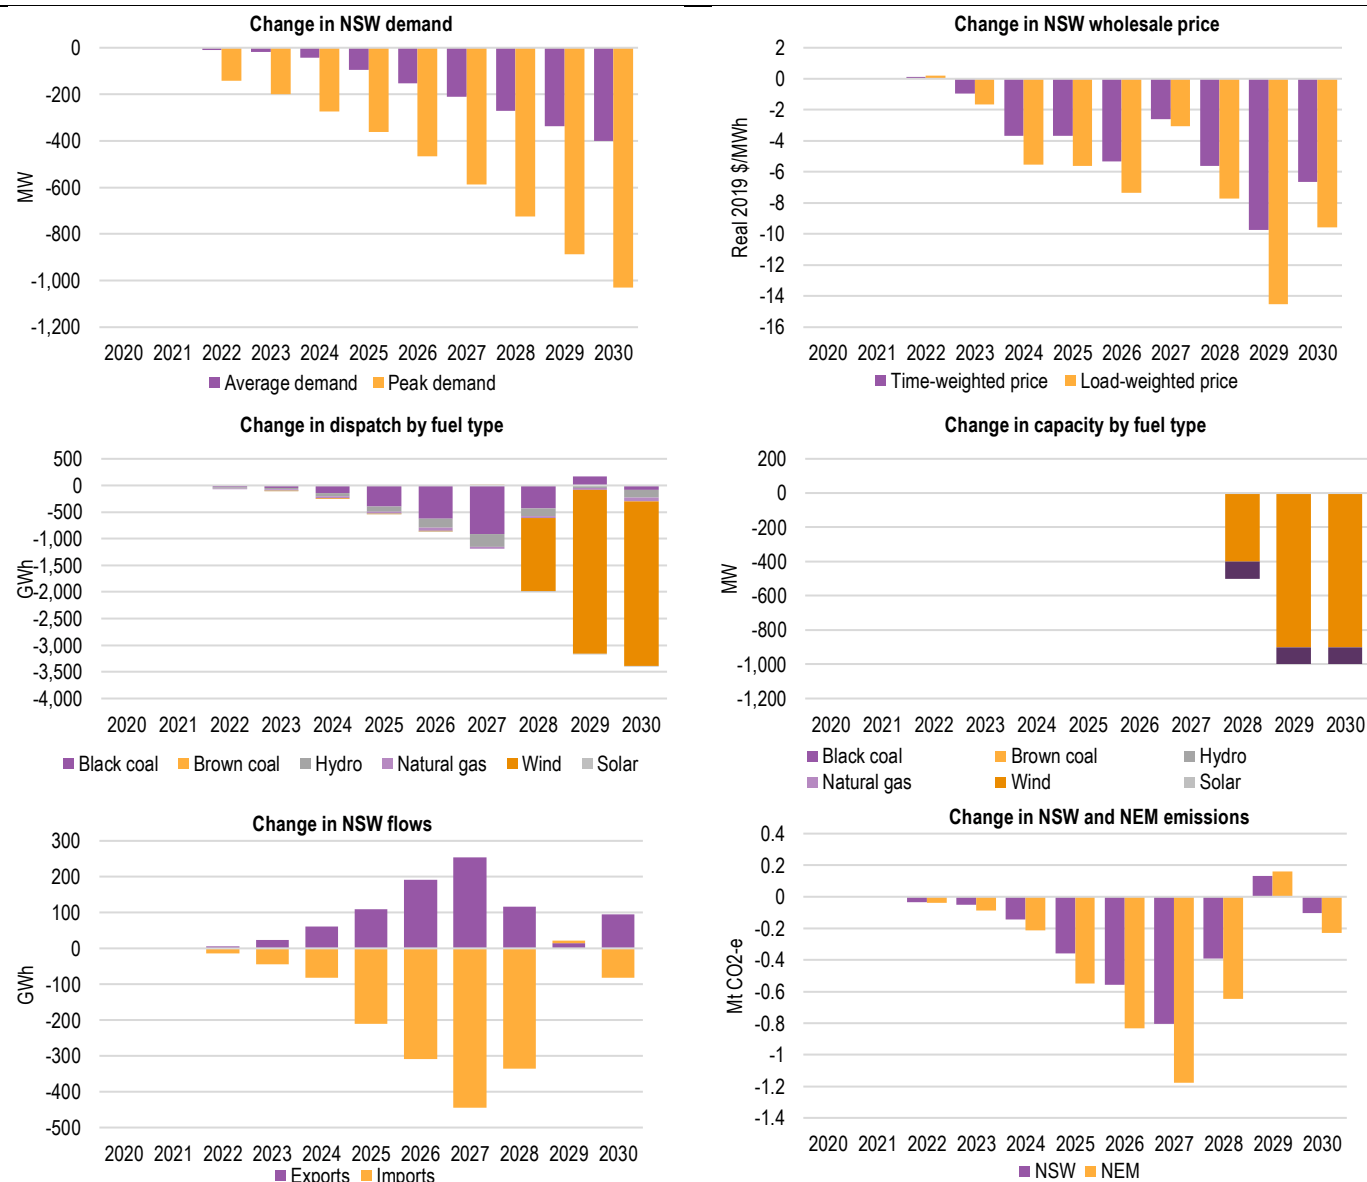 Change in NSW demand
0
-200
-400
-600
-800
-1,000
-1,200
MW
2020 2021 2022 2023 2024 2025 2026 2027 2028 2029 2030
Average demand Peak demand
Change in NSW wholesale price
2
0
-2
-4
-6
-8
-10
-12
-14
-16
Real 2019 $/MWh
2020 2021 2022 2023 2024 2025 2026 2027 2028 2029 2030
Time-weighted price Load-weighted price
Change in dispatch by fuel type
500
0
-500
-1,000
-1,500
-2,000
-2,500
-3,000
-3,500
-4,000
GWh
2020 2021 2022 2023 2024 2025 2026 2027 2028 2029 2030
Black coal Brown coal Hydro Natural gas Wind Solar
Change in capacity by fuel type
200
0
-200
-400
-600
-800
-1,000
-1,200
MW
2020 2021 2022 2023 2024 2025 2026 2027 2028 2029 2030
Black coal Brown coal Hydro
Natural gas Wind Solar
Change in NSW flows
300
200
100
0
-100
-200
-300
-400
-500
GWh
2020 2021 2022 2023 2024 2025 2026 2027 2028 2029 2030
Exports Imports
Change in NSW and NEM emissions
0.4
0.2
0
-0.2
-0.4
-0.6
-0.8
-1
-1.2
-1.4
Mt CO2-e
2020 2021 2022 2023 2024 2025 2026 2027 2028 2029 2030
NSW NEM